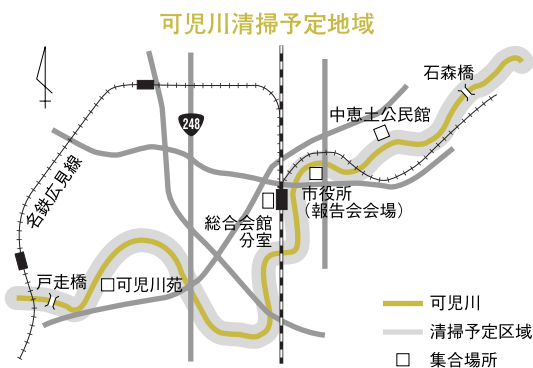 可児川清掃予定地域
石森橋
中恵土公民館
248
名鉄広見線
市役所
（報告会会場）
総合会館
分室
戸走橋
可児川苑
可児川
清掃予定区域
集合場所